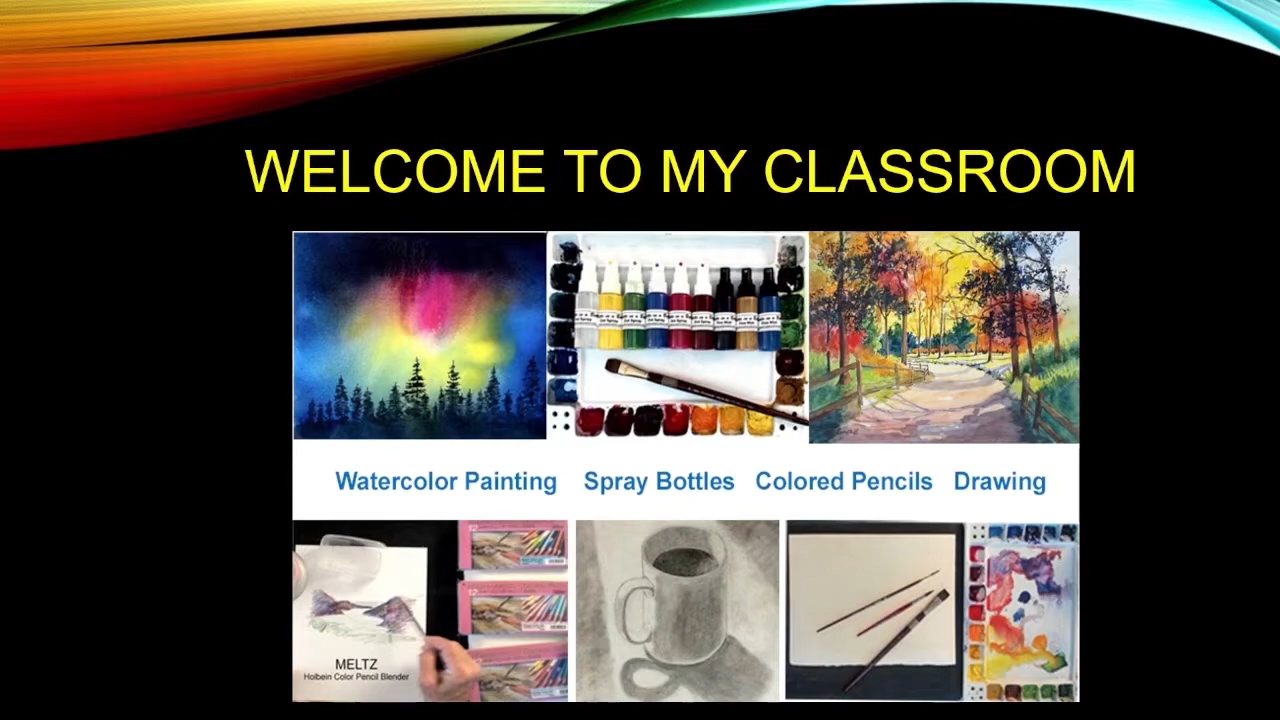 WELCOME TO MY CLASSROOM
Watercolor Painting Spray Bottles Colored Pencils Drawing
MELTZ
Holbein Color Pencil Blender